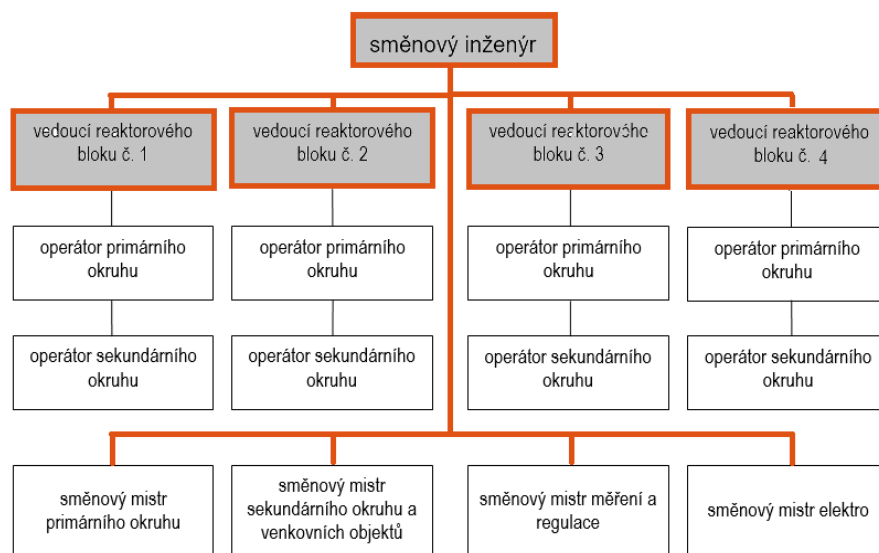 směnový inženýr
vedoucí reaktorového
bloku č. 1
vedoucí reaktorového
bloku č. 2
vedoucí reaktorového
bloku č. 3
vedoucí reaktorového
bloku č. 4
operátor primárního
okruhu
operátor primárního
okruhu
operátor primárního
okruhu
operátor primárního
okruhu
operátor sekundárního
okruhu
operátor sekundárního
okruhu
operátor sekundárního
okruhu
operátor sekundárního
okruhu
směnový mistr
primárního okruhu
směnový mistr
sekundárního okruhu a
venkovních objektů
směnový mistr měření a
regulace
směnový mistr elektro